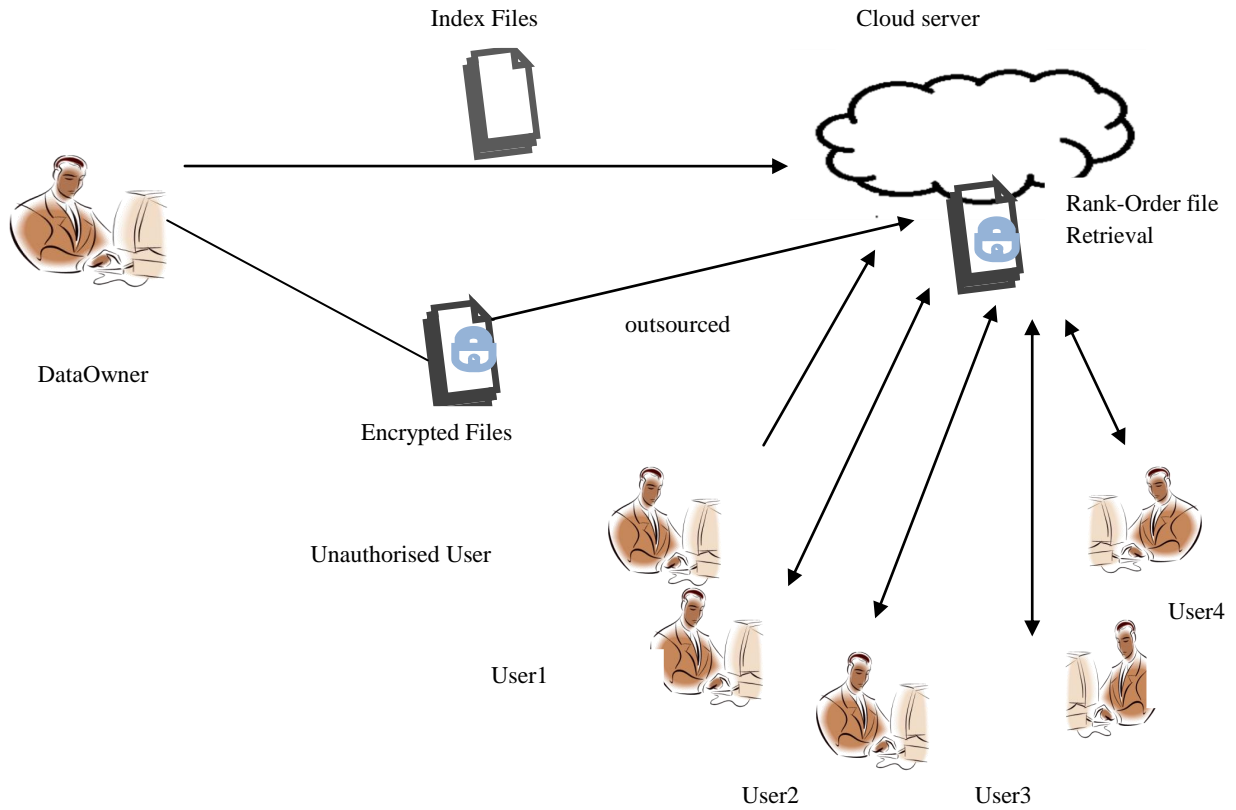 Index Files
Cloud server
Rank-Order file
Retrieval
outsourced
DataOwner
Encrypted Files
Unauthorised User
User4
User1
User2
User3